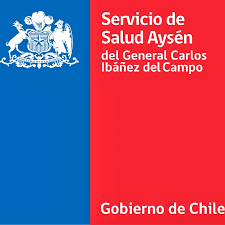 Servicio de
Salud Aysén
del General Carlos
Ibáñez del Campo
Gobierno de Chile